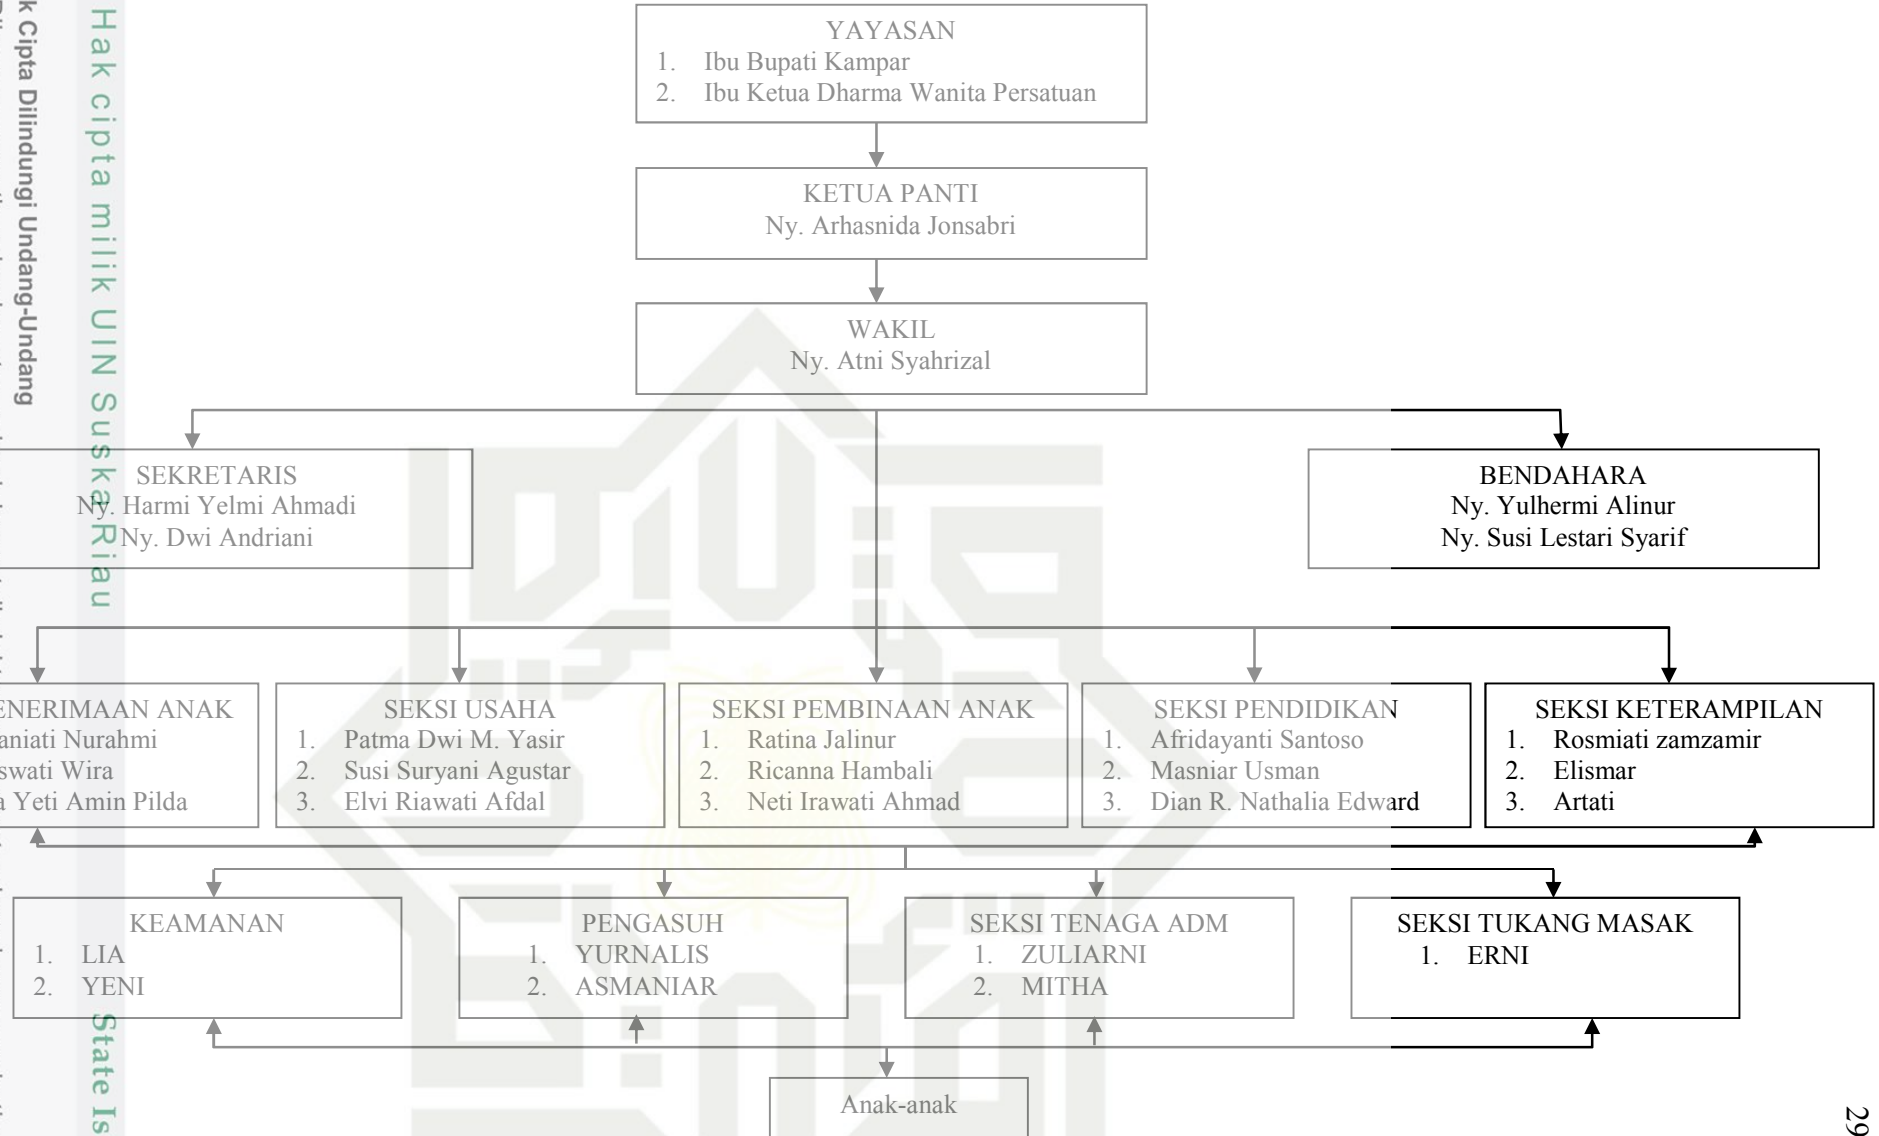 YAYASAN
1. Ibu Bupati Kampar
2. Ibu Ketua Dharma Wanita Persatuan
KETUA PANTI
Ny. Arhasnida Jonsabri
WAKIL
Ny. Atni Syahrizal
SEKRETARIS
Ny. Harmi Yelmi Ahmadi
Ny. Dwi Andriani
BENDAHARA
Ny. Yulhermi Alinur
Ny. Susi Lestari Syarif
ANAK
Nurahmi
Wira
Yeti Amin Pilda
SEKSI USAHA
1. Patma Dwi M. Yasir
2. Susi Suryani Agustar
3. Elvi Riawati Afdal
SEKSI PEMBINAAN ANAK
1. Ratina Jalinur
2. Ricanna Hambali
3. Neti Irawati Ahmad
SEKSI PENDIDIKAN
1. Afridayanti Santoso
2. Masniar Usman
3. Dian R. Nathalia Edward
SEKSI KETERAMPILAN
1. Rosmiati zamzamir
2. Elismar
3. Artati
KEAMANAN
1. LIA
2. YENI
PENGASUH
1. YURNALIS
2. ASMANIAR
SEKSI TENAGA ADM
1. ZULIARNI
2. MITHA
SEKSI TUKANG MASAK
1. ERNI
Anak-anak
29
Hak cipta milik UIN Suska Riau
State Is
Cipta Dilindungi Undang-Undang